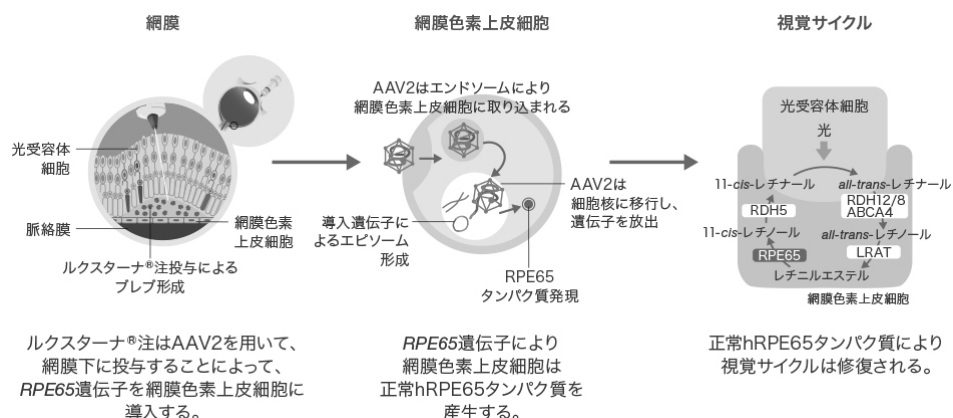 網膜
光受容体
細胞
脈絡膜
網膜色素
上皮細胞
ルクスターナ®注投与による
ブレブ形成
ルクスターナ®注はAAV2を用いて、
網膜下に投与することによって、
RPE65遺伝子を網膜色素上皮細胞に
導入する。
網膜色素上皮細胞
AAV2はエンドソームにより
網膜色素上皮細胞に取り込まれる
導入遺伝子に
よるエピソーム
形成
AAV2は
細胞核に移行し、
遺伝子を放出
RPE65
タンパク質発現
RPE65遺伝子により
網膜色素上皮細胞は
正常hRPE65タンパク質を
産生する。
視覚サイクル
光受容体細胞
光
11-cis-レチナール
all-trans-レチナール
RDH5
RDH12/8
ABCA4
11-cis-レチノール
all-trans-レチノール
RPE65
LRAT
レチニルエステル
網膜色素上皮細胞
正常hRPE65タンパク質により
視覚サイクルは修復される。